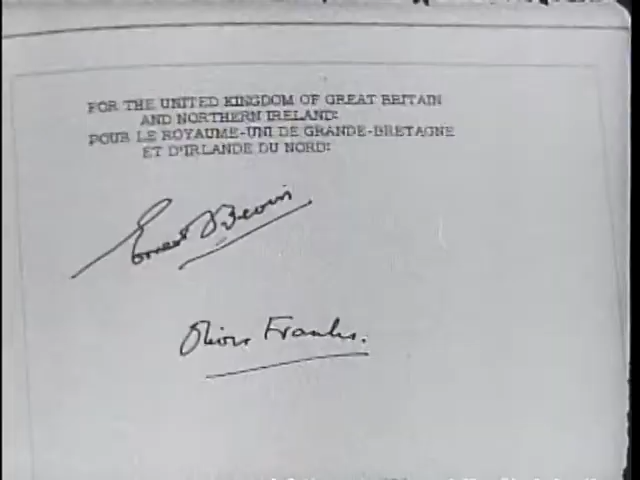 FOR THE UNITED KINGDOM OF GREAT BRITAIN
AND NORTHERN IRELAND:
POUR LE ROYAUME-UNI DE GRANDE-BRETAGNE
ET D'IRLANDE DU NORD:
Ernest Bevin
Oliver Franks.